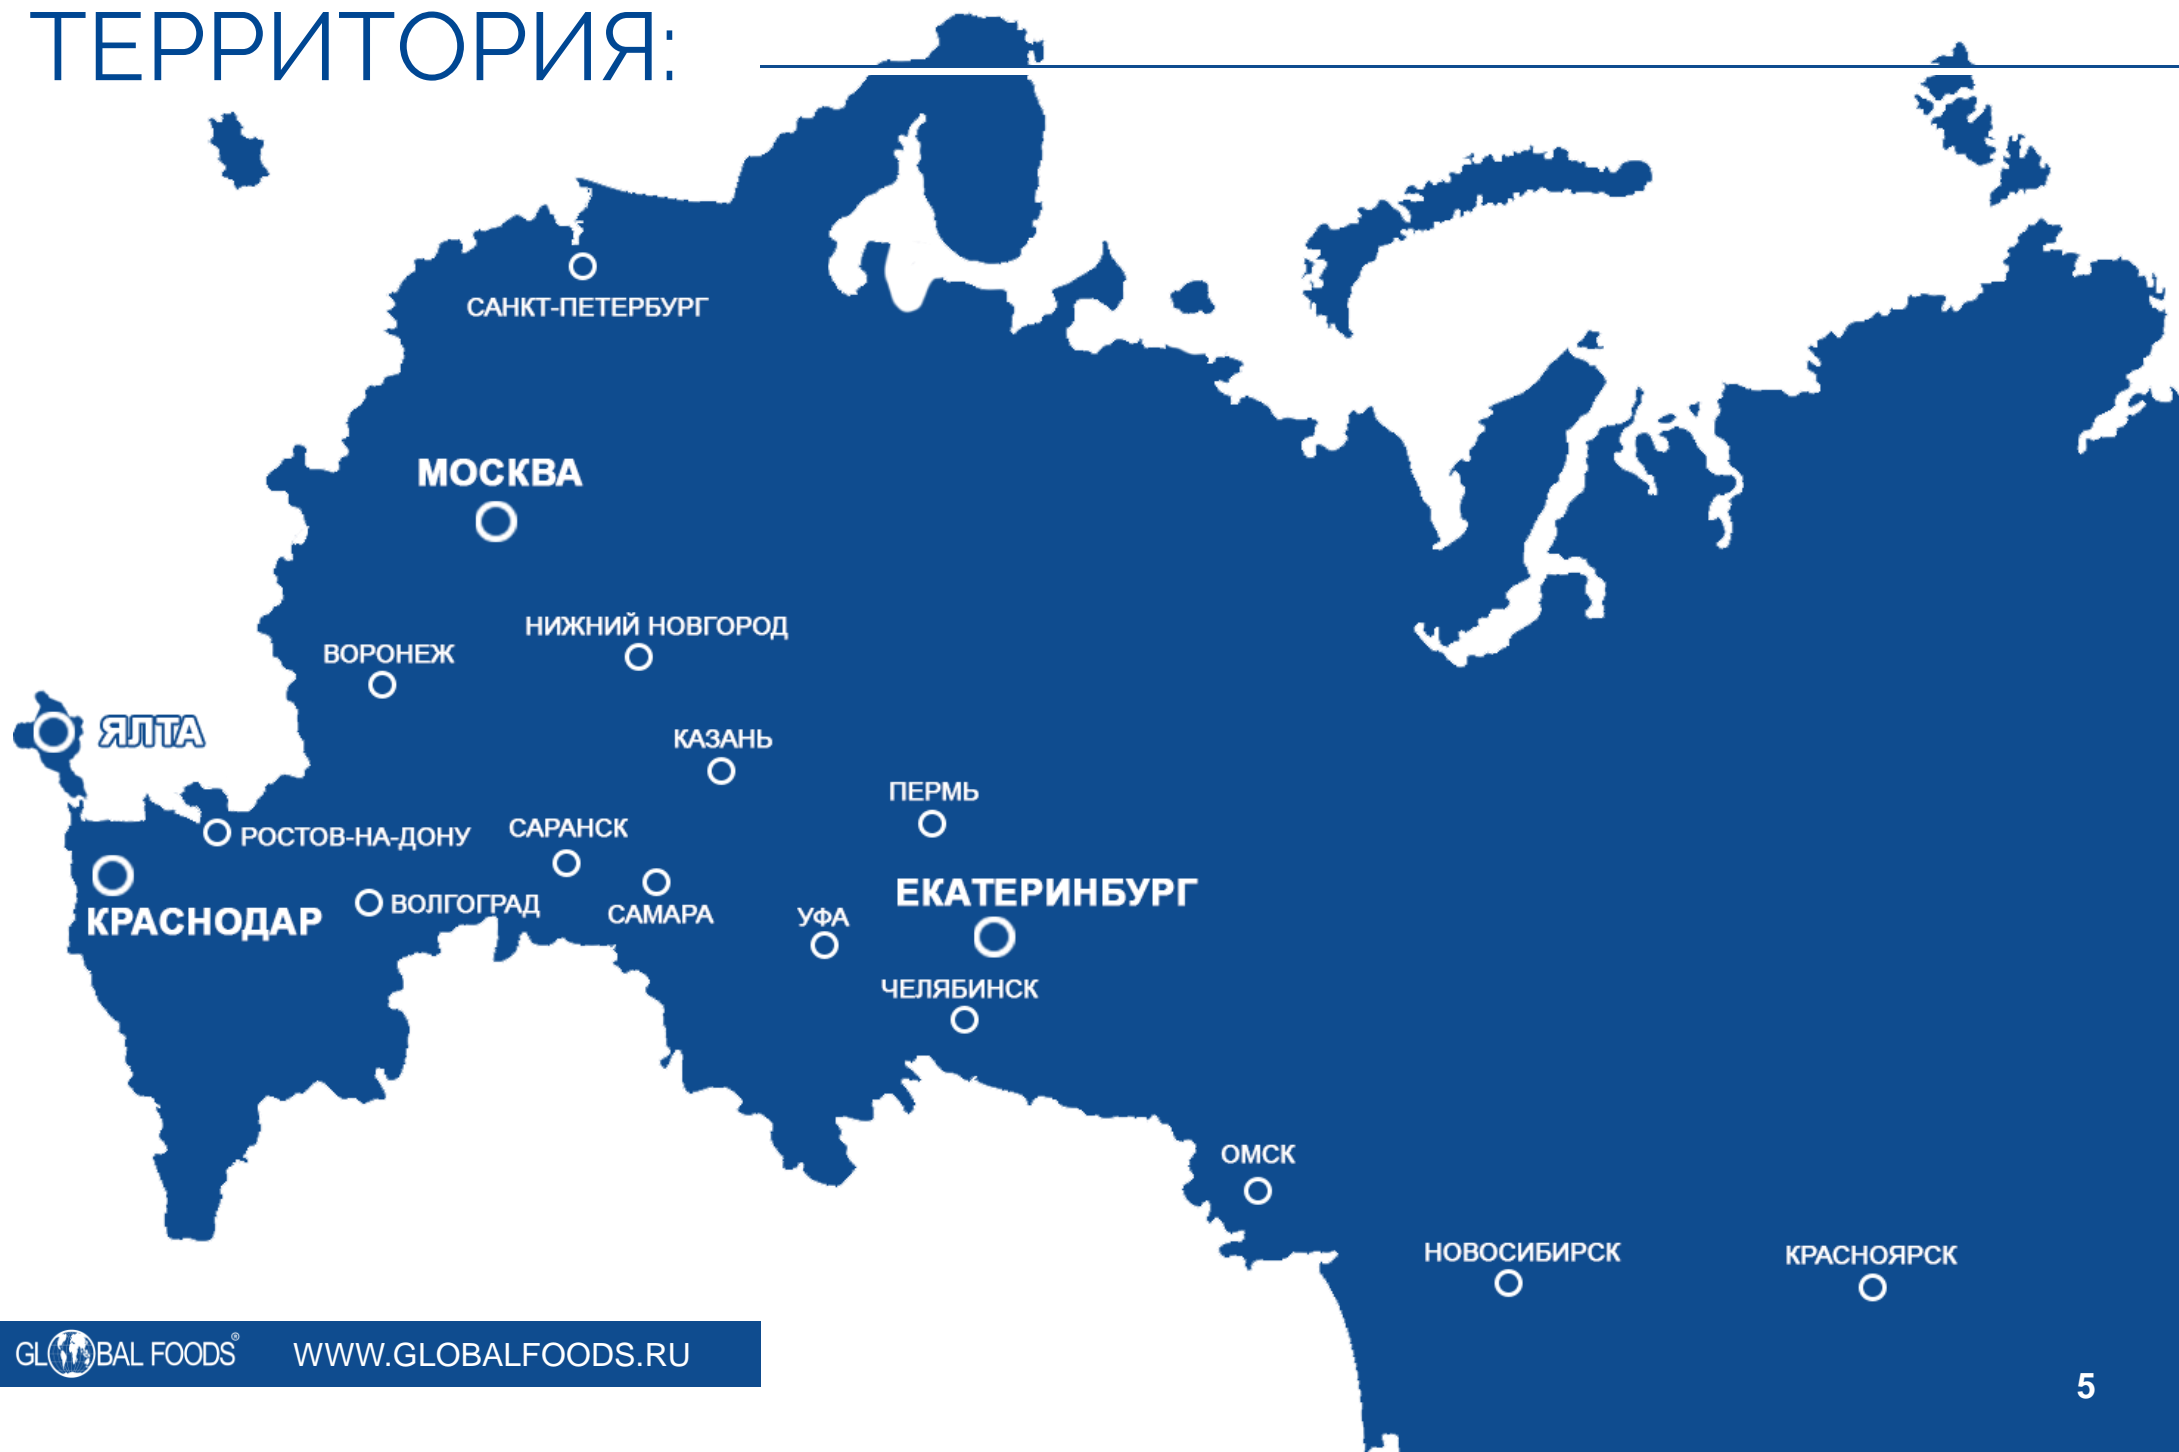 ТЕРРИТОРИЯ:
САНКТ-ПЕТЕРБУРГ
МОСКВА
НИЖНИЙ НОВГОРОД
ВОРОНЕЖ
ЯЛТА
КАЗАНЬ
ПЕРМЬ
РОСТОВ-НА-ДОНУ
САРАНСК
ЕКАТЕРИНБУРГ
ВОЛГОГРАД
САМАРА
УФА
КРАСНОДАР
ЧЕЛЯБИНСК
ОМСК
НОВОСИБИРСК
КРАСНОЯРСК
GLOBAL FOODS®
WWW.GLOBALFOODS.RU
5